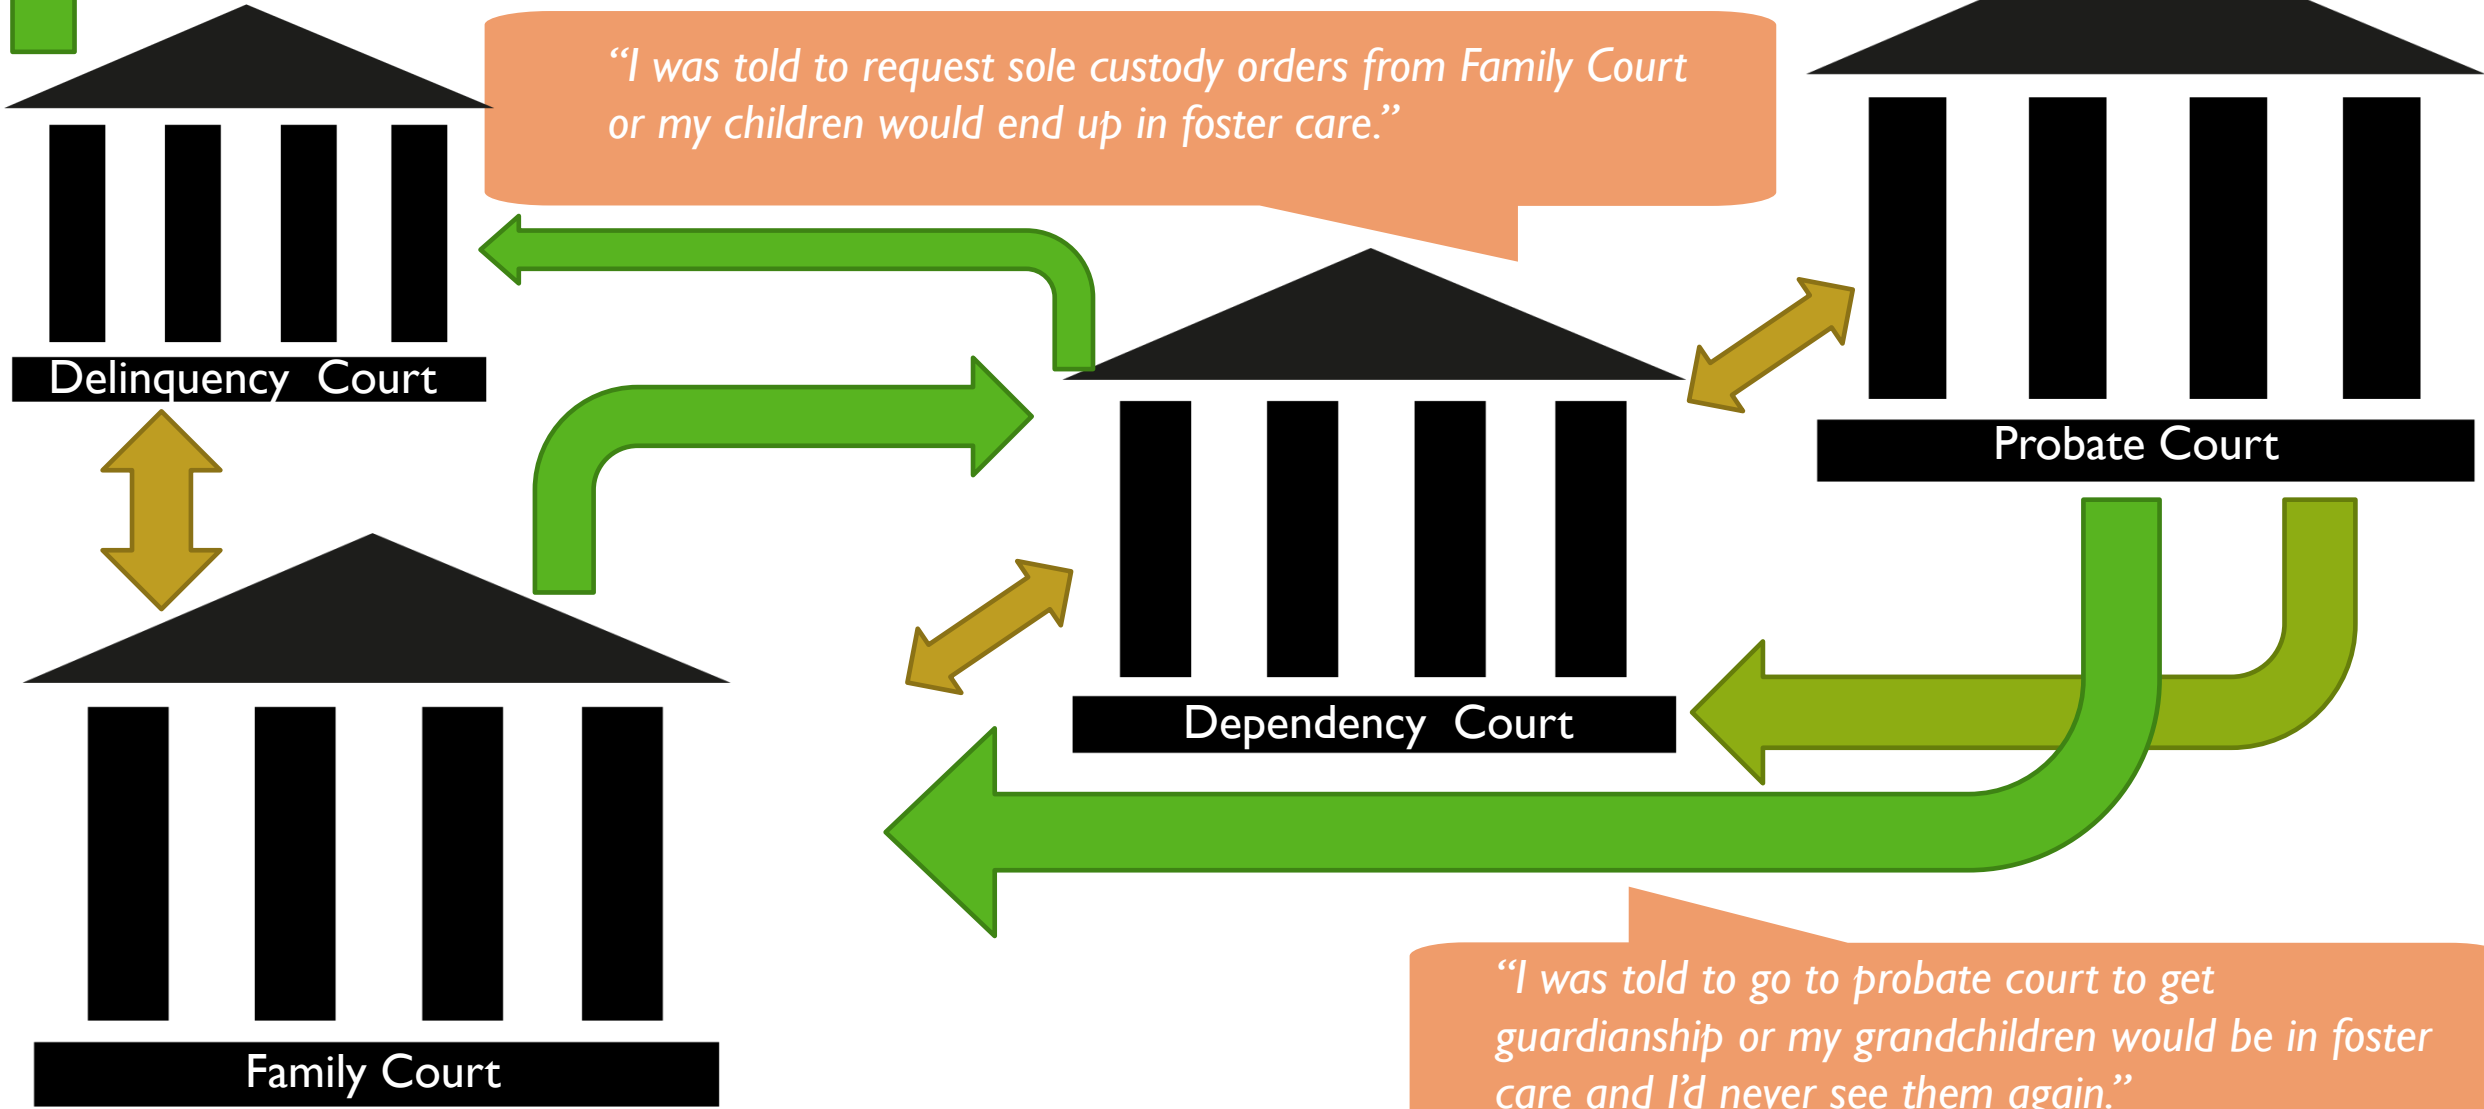 “I was told to request sole custody orders from Family Court
or my children would end up in foster care.”
Delinquency Court
Probate Court
Dependency Court
“I was told to go to probate court to get
guardianship or my grandchildren would be in foster
care and I’d never see them again.”
Family Court